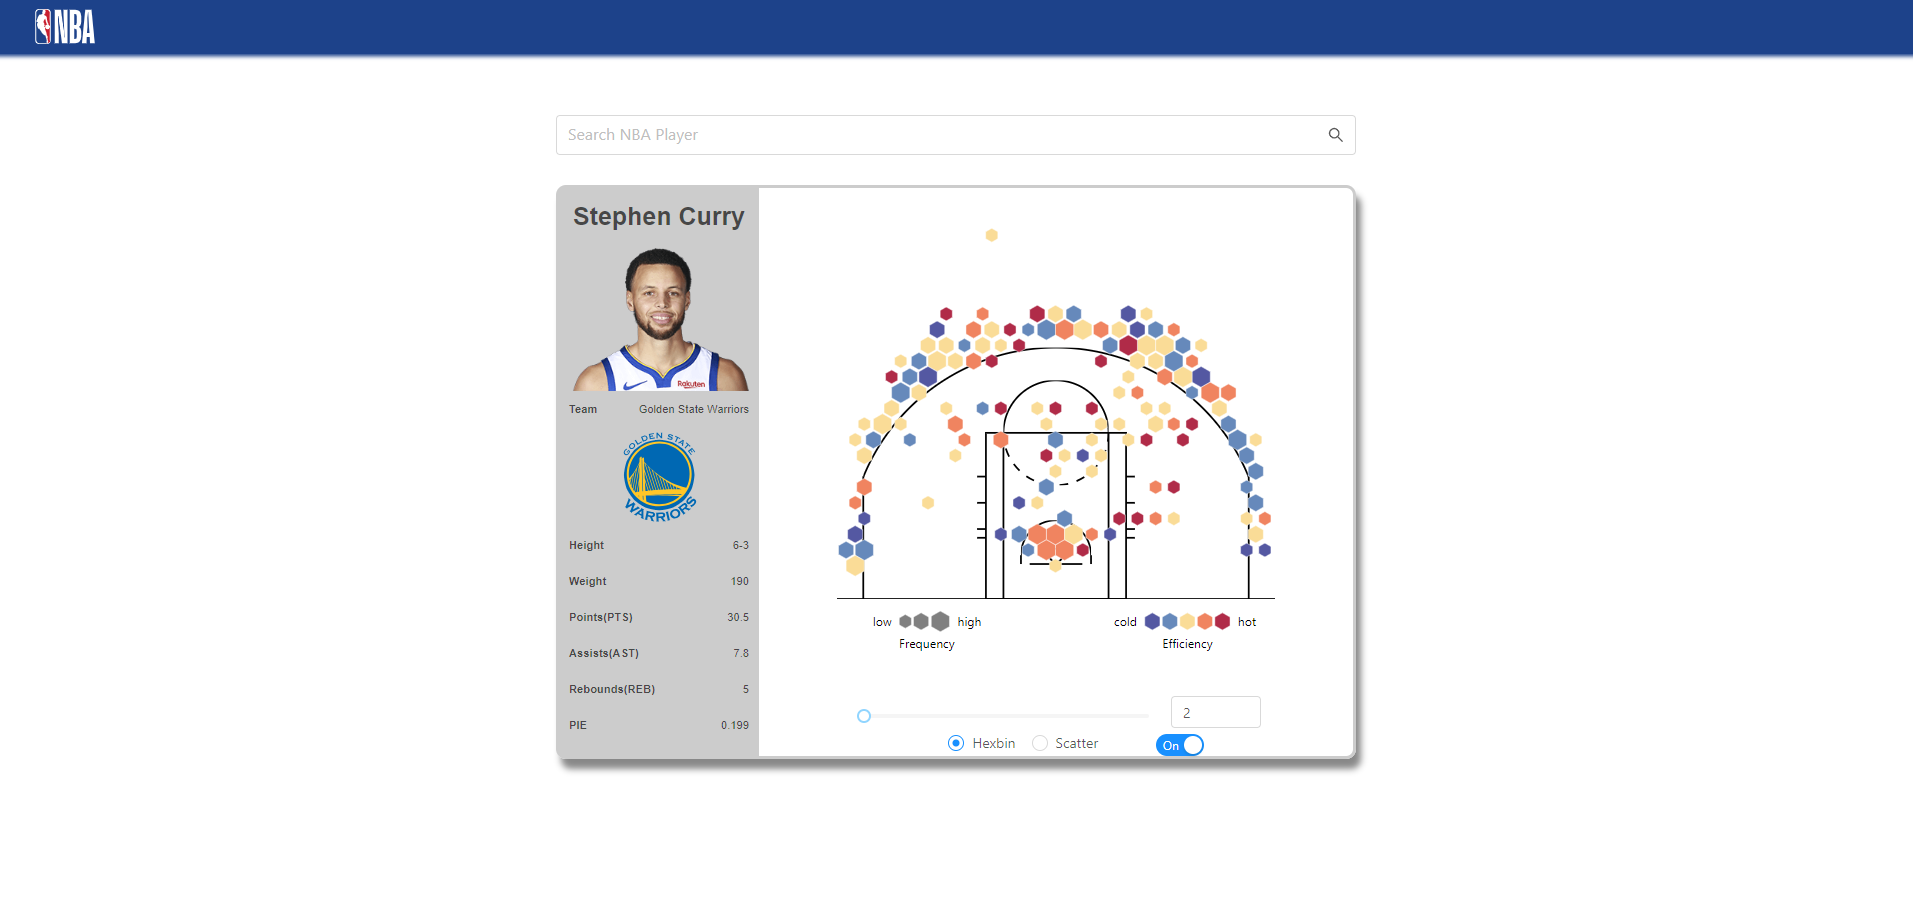 NBA
Search NBA Player
Stephen Curry
Rakuten
Team Golden State Warriors
GOLDEN STATE
WARRIORS
Height 6-3
Weight 190
Points(PTS) 30.5
Assists(AST) 7.8
Rebounds(REB) 5
PIE 0.199
low high
Frequency
cold hot
Efficiency
2
Hexbin Scatter On